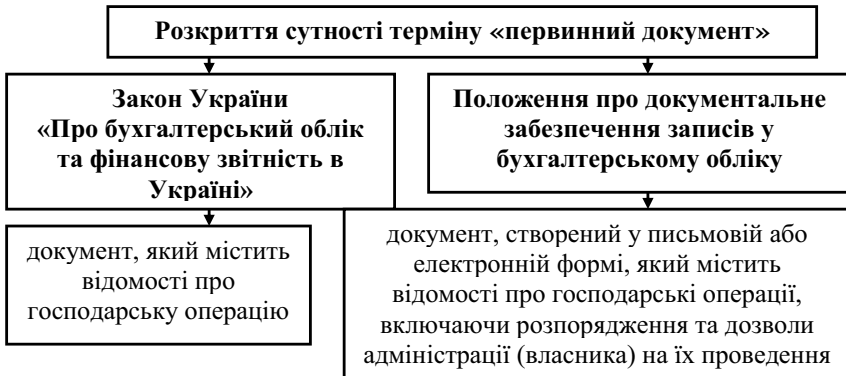 Розкриття сутності терміну «первинний документ»
Закон України
«Про бухгалтерський облік
та фінансову звітність в
Україні»
Положення про документальне
забезпечення записів у
бухгалтерському обліку
документ, який містить
відомості про
господарську операцію
документ, створений у письмовій або
електронній формі, який містить
відомості про господарські операції,
включаючи розпорядження та дозволи
адміністрації (власника) на їх проведення